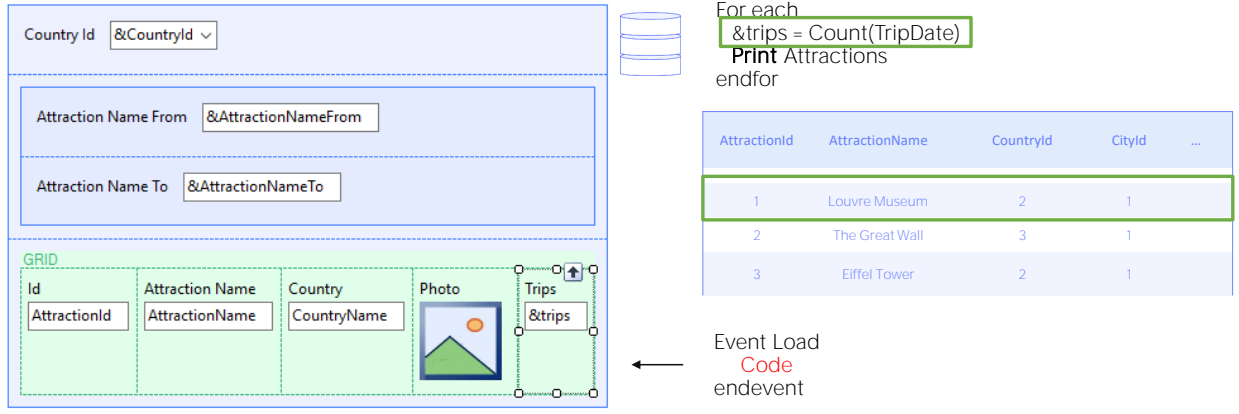 Country Id &CountryId
Attraction Name From &AttractionNameFrom
Attraction Name To &AttractionNameTo
GRID
Id Attraction Name Country Photo Trips
AttractionId AttractionName CountryName &trips
For each
&trips = Count(TripDate)
Print Attractions
endfor
AttractionId AttractionName CountryId CityId ...
1 Louvre Museum 2 1
2 The Great Wall 3 1
3 Eiffel Tower 2 1
Event Load
Code
endevent